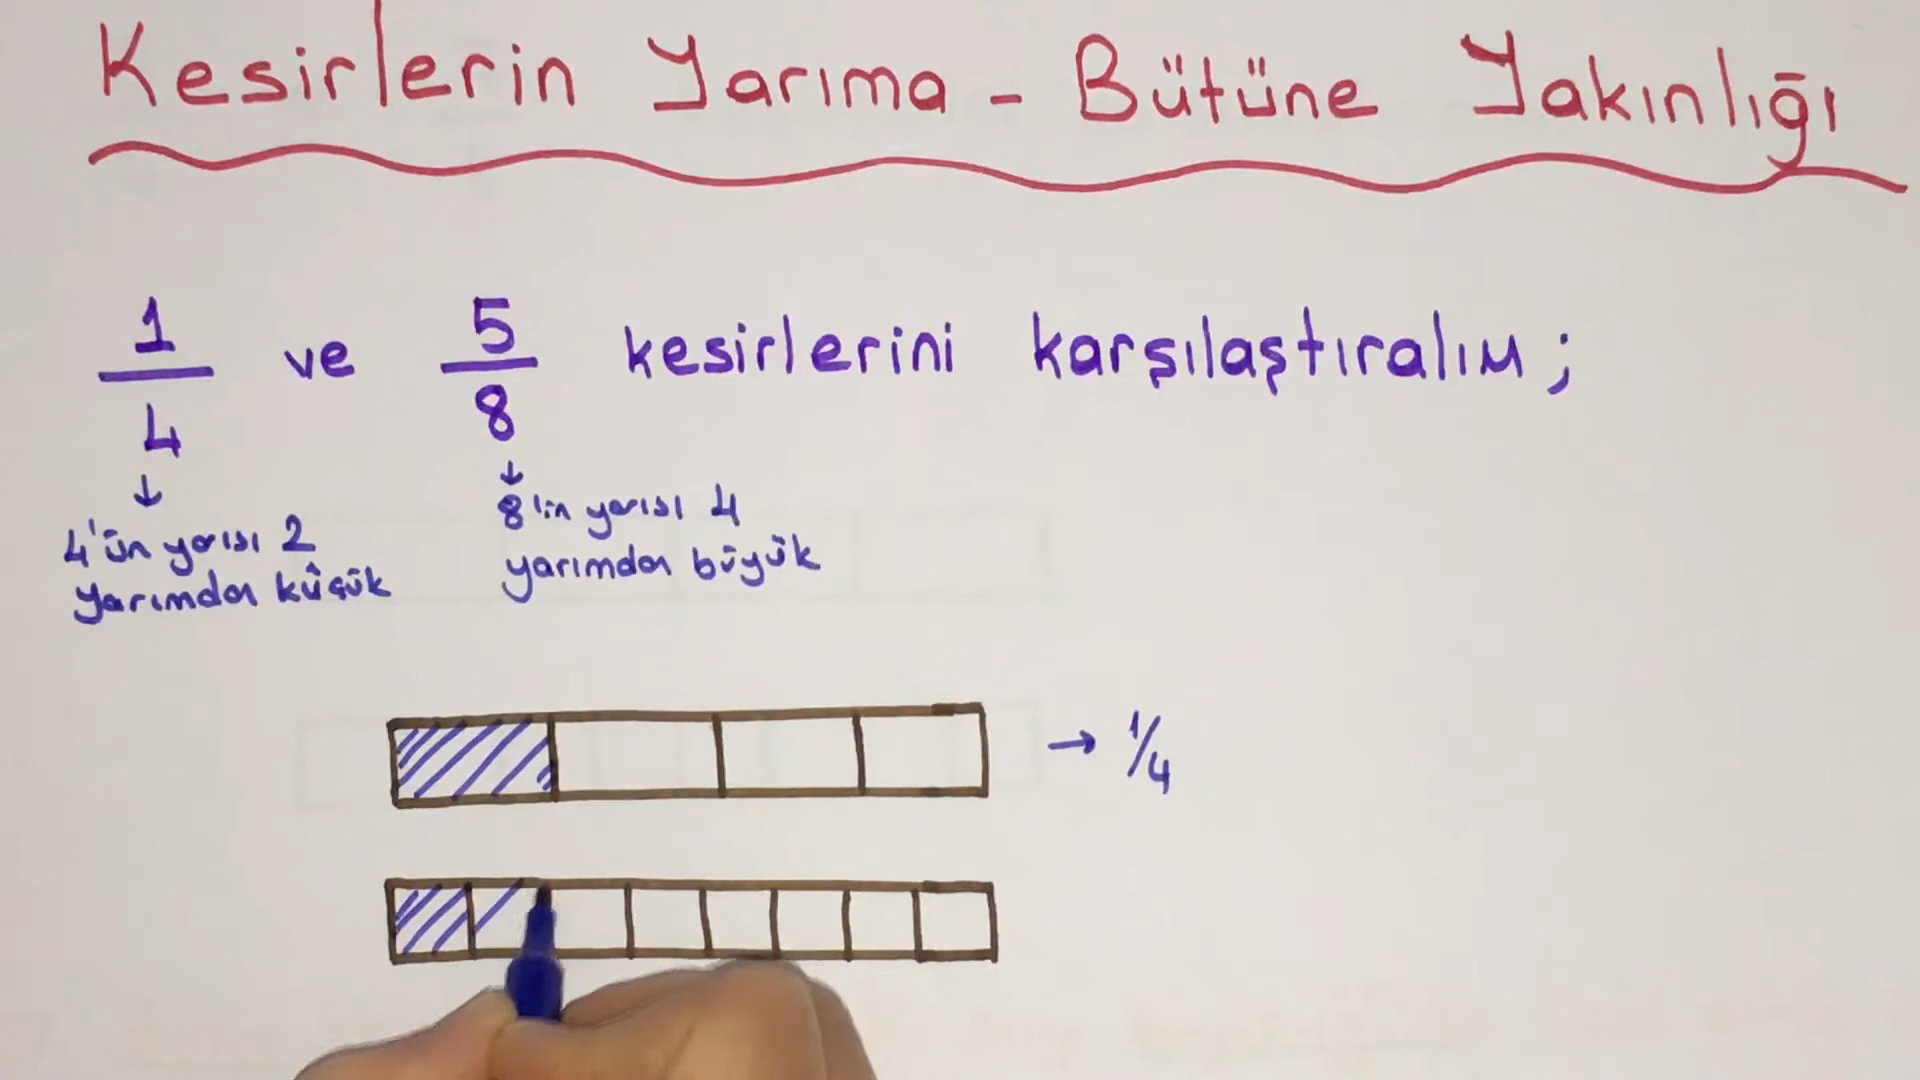 Kesirlerin Yarıma - Bütüne Yakınlığı
1/4 ve 5/8 kesirlerini karşılaştıralım;
↓
4'ün yarısı 2
yarımdan küçük
↓
8'in yarısı 4
yarımdan büyük
→ 1/4